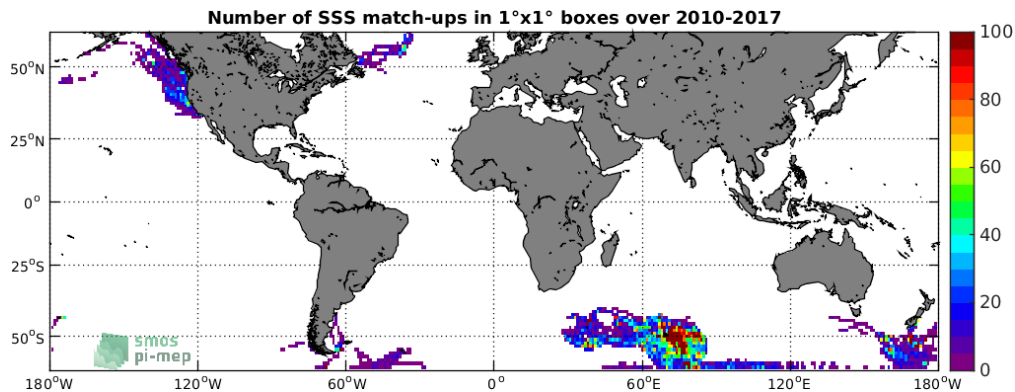 Number of SSS match-ups in 1°x1° boxes over 2010-2017
50°N
25°N
0°
25°S
50°S
180°W
120°W
60°W
0°
60°E
120°E
180°W
100
80
60
40
20
0
smos
pi-mep